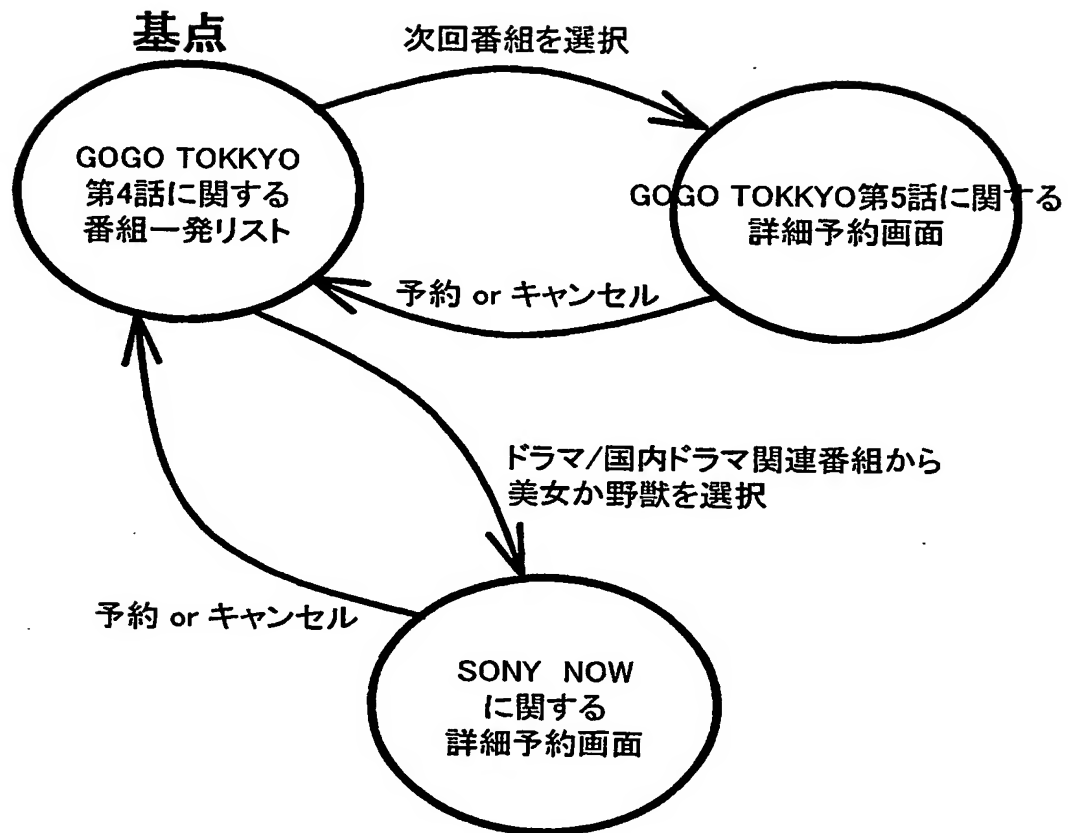 基点
次回番組を選択
GOGO TOKKYO
第4話に関する
番組一発リスト
GOGO TOKKYO第5話に関する
詳細予約画面
予約 or キャンセル
ドラマ/国内ドラマ関連番組から
美女か野獣を選択
予約 or キャンセル
SONY NOW
に関する
詳細予約画面